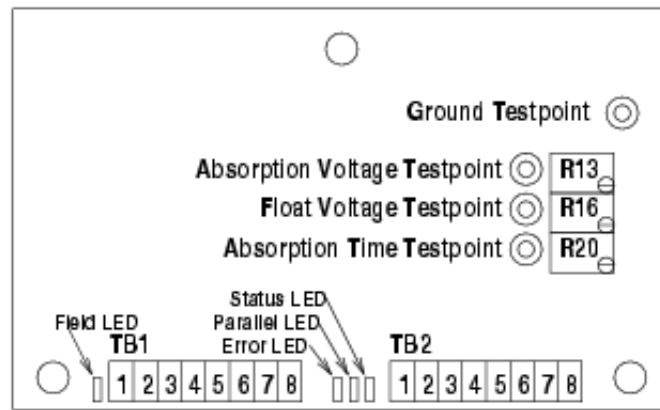 Ground Testpoint
Absorption Voltage Testpoint R13
Float Voltage Testpoint R16
Absorption Time Testpoint R20
Status LED
Field LED Parallel LED
TB1 Error LED TB2
1 2 3 4 5 6 7 8 1 2 3 4 5 6 7 8